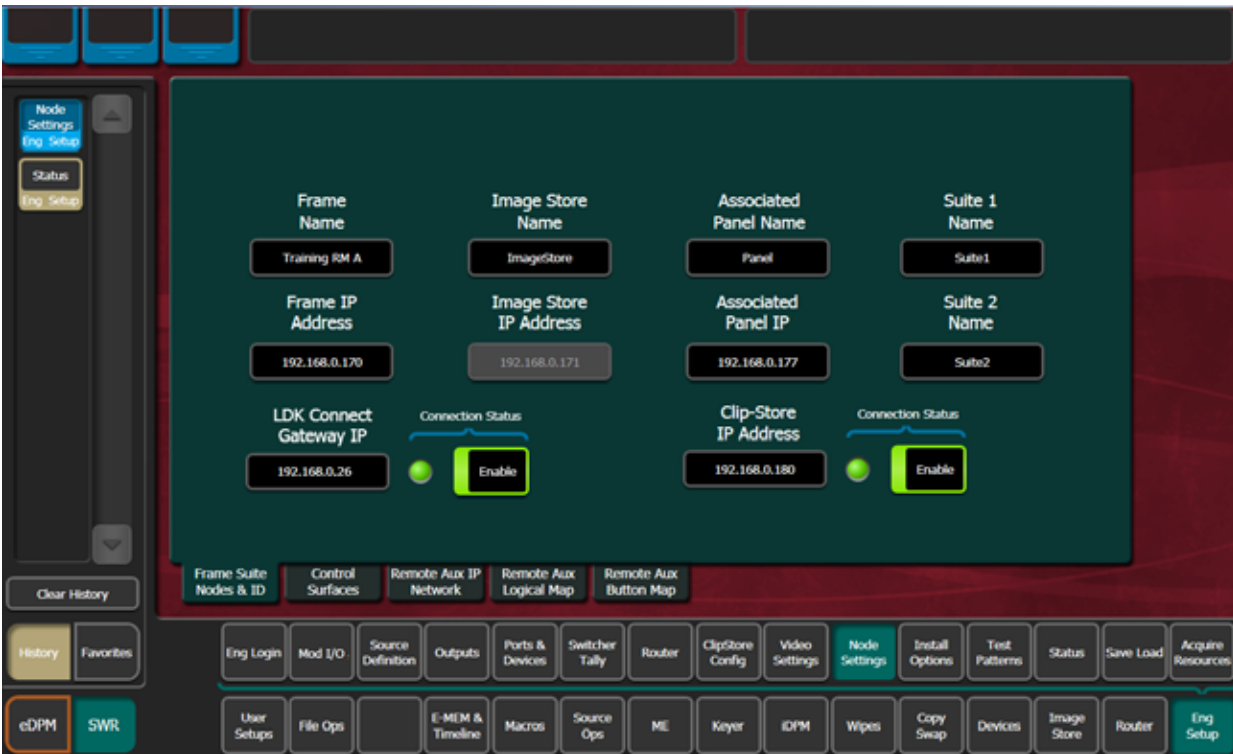 Node
Settings
Eng Setup
Status
Eng Setup
Frame
Name
Image Store
Name
Associated
Panel Name
Suite 1
Name
Training RM A
ImageStore
Panel
Suite1
Frame IP
Address
Image Store
IP Address
Associated
Panel IP
Suite 2
Name
192.168.0.170
192.168.0.171
192.168.0.177
Suite2
LDK Connect
Gateway IP
Connection Status
Clip-Store
IP Address
Connection Status
192.168.0.26
Enable
192.168.0.180
Enable
Frame Suite
Nodes & ID
Control
Surfaces
Remote Aux IP
Network
Remote Aux
Logical Map
Remote Aux
Button Map
Clear History
History
Favorites
Eng Login
Mod I/O
Source
Definition
Outputs
Ports &
Devices
Switcher
Tally
Router
ClipStore
Config
Video
Settings
Node
Settings
Install
Options
Test
Patterns
Status
Save Load
Acquire
Resources
eDPM
SWR
User
Setups
File Ops
E-MEM &
Timeline
Macros
Source
Ops
ME
Keyer
iDPM
Wipes
Copy
Swap
Devices
Image
Store
Router
Eng
Setup